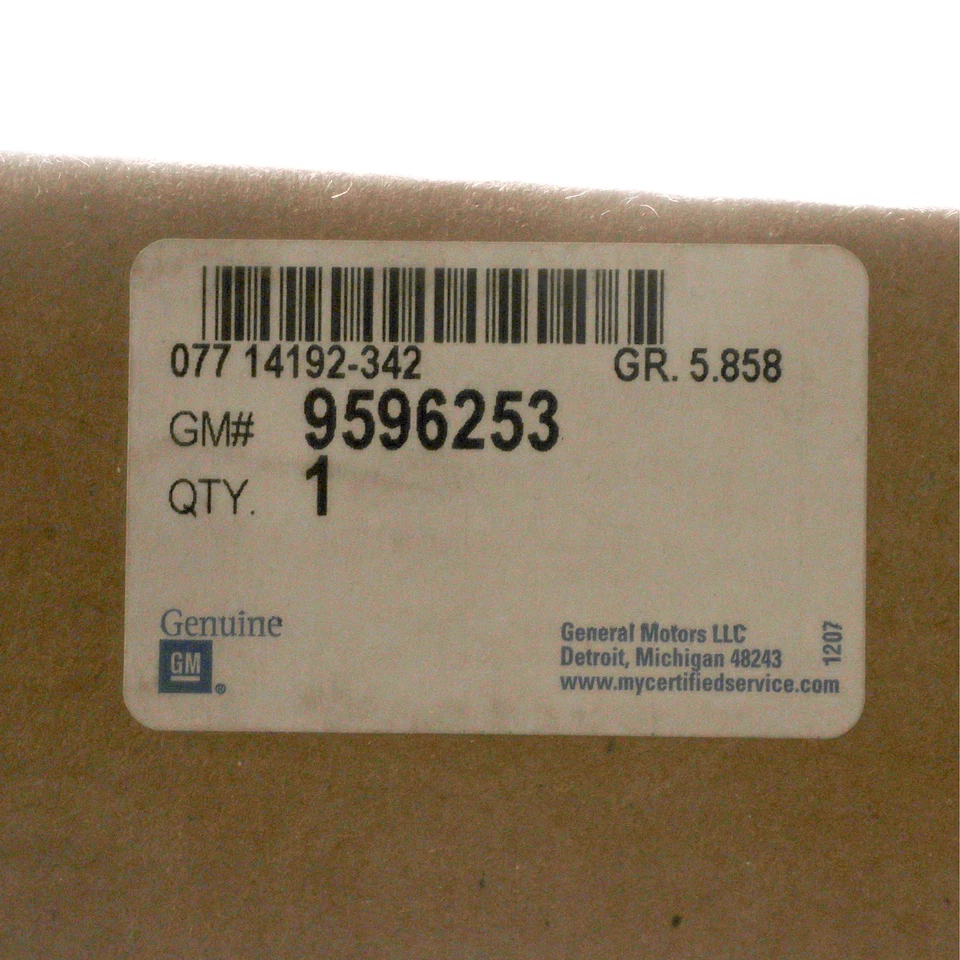 077 14192-342 GR. 5.858
GM# 9596253
QTY. 1
Genuine
GM
®
General Motors LLC
Detroit, Michigan 48243
www.mycertifiedservice.com
1207